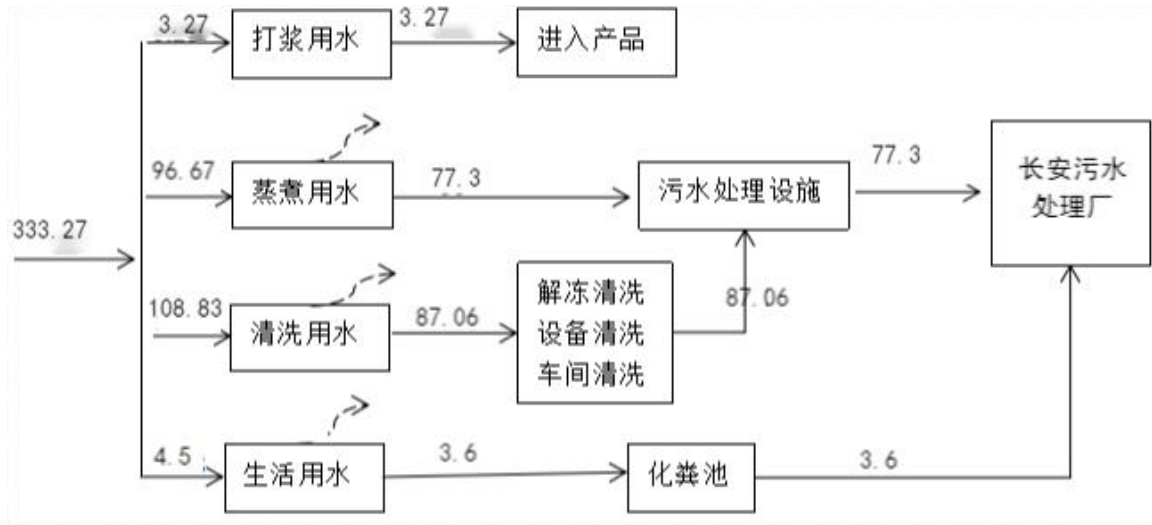 3.27
打浆用水
3.27
进入产品
96.67
蒸煮用水
77.3
污水处理设施
77.3
长安污水
处理厂
333.27
108.83
清洗用水
87.06
解冻清洗
设备清洗
车间清洗
87.06
4.5
生活用水
3.6
化粪池
3.6